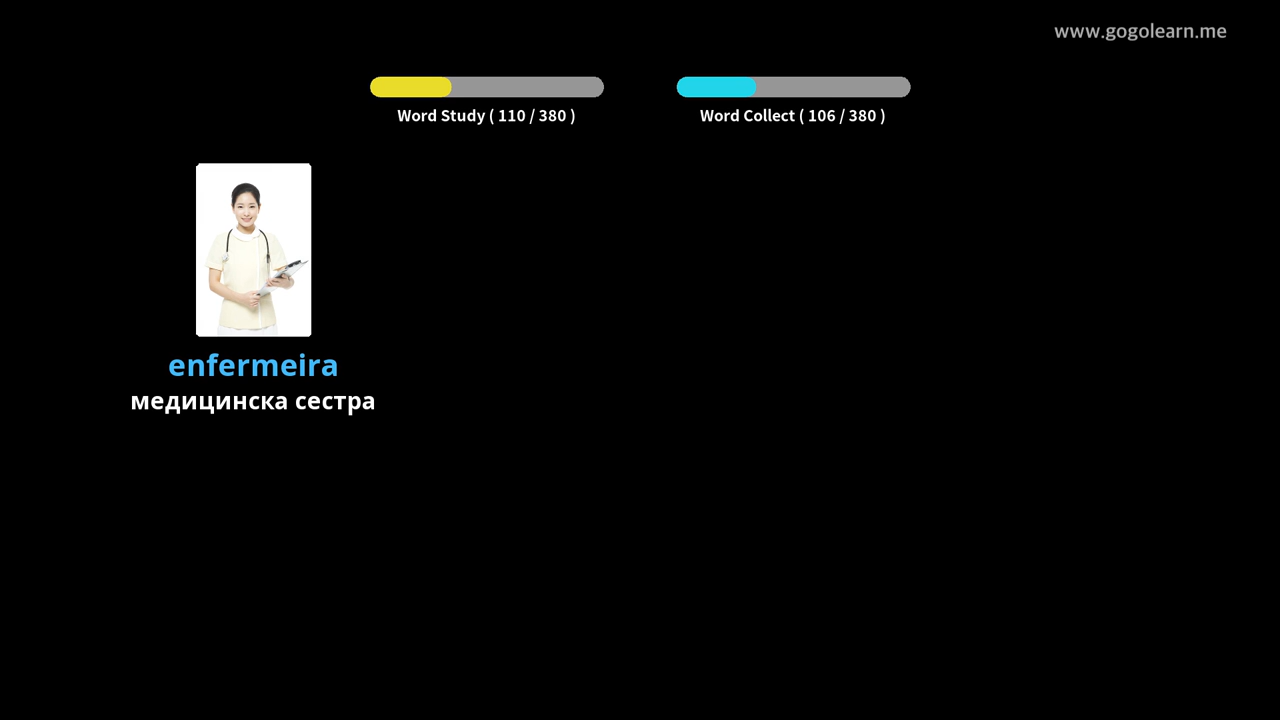 www.gogolearn.me
Word Study ( 110 / 380 )
Word Collect ( 106 / 380 )
enfermeira
медицинска сестра